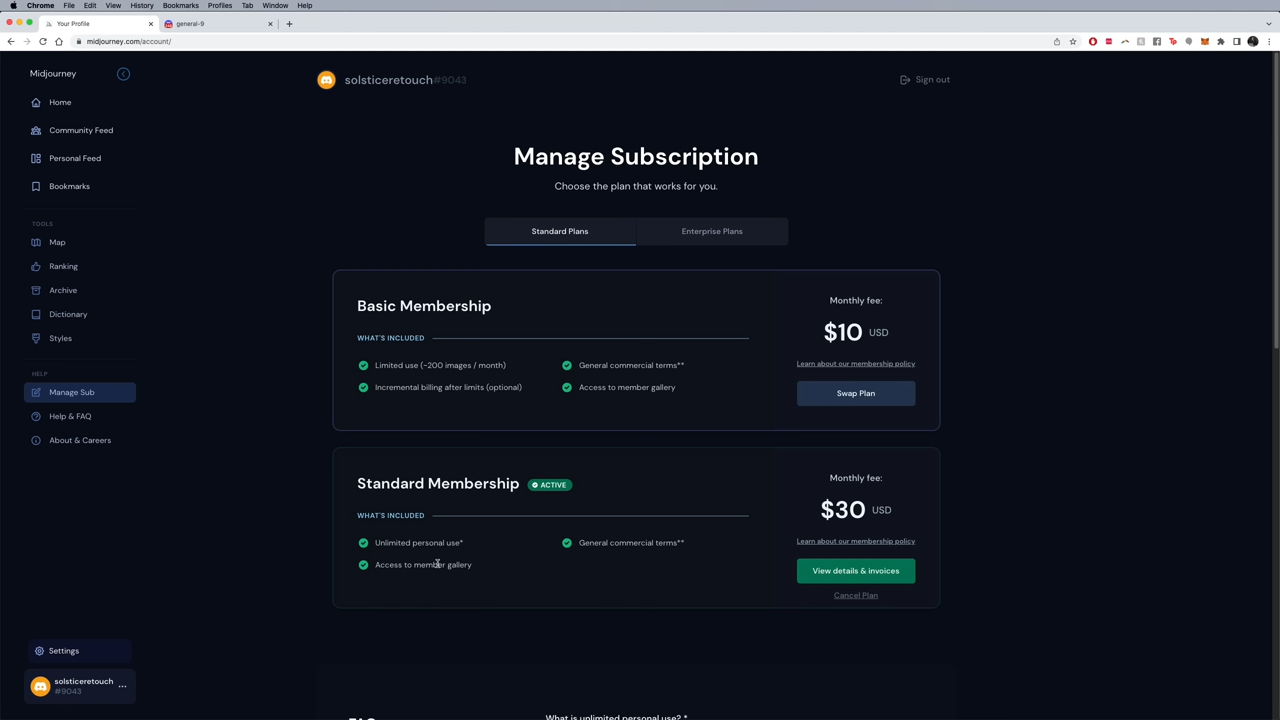 Chrome File Edit View History Bookmarks Profiles Tab Window Help
Your Profile
general-9
midjourney.com/account/
Midjourney
solsticeretouch#9043
Sign out
Home
Community Feed
Personal Feed
Bookmarks
TOOLS
Map
Ranking
Archive
Dictionary
Styles
HELP
Manage Sub
Help & FAQ
About & Careers
Settings
solsticeretouch
#9043
Manage Subscription
Choose the plan that works for you.
Standard Plans
Enterprise Plans
Basic Membership
WHAT'S INCLUDED
Limited use (~200 images / month)
General commercial terms**
Incremental billing after limits (optional)
Access to member gallery
Monthly fee:
$10 USD
Learn about our membership policy
Swap Plan
Standard Membership
ACTIVE
WHAT'S INCLUDED
Unlimited personal use*
General commercial terms**
Access to member gallery
Monthly fee:
$30 USD
Learn about our membership policy
View details & invoices
Cancel Plan
What is unlimited personal use? *